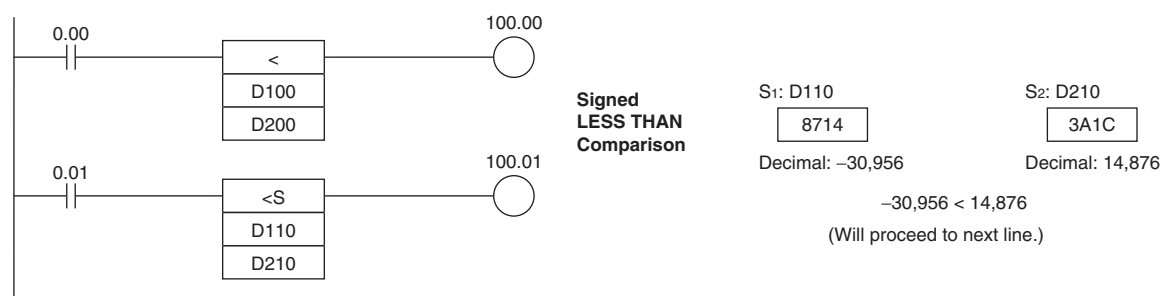 0.00
<
D100
D200
100.00
0.01
<S
D110
D210
100.01
Signed
LESS THAN
Comparison
S1: D110
8714
Decimal: −30,956
S2: D210
3A1C
Decimal: 14,876
−30,956 < 14,876
(Will proceed to next line.)